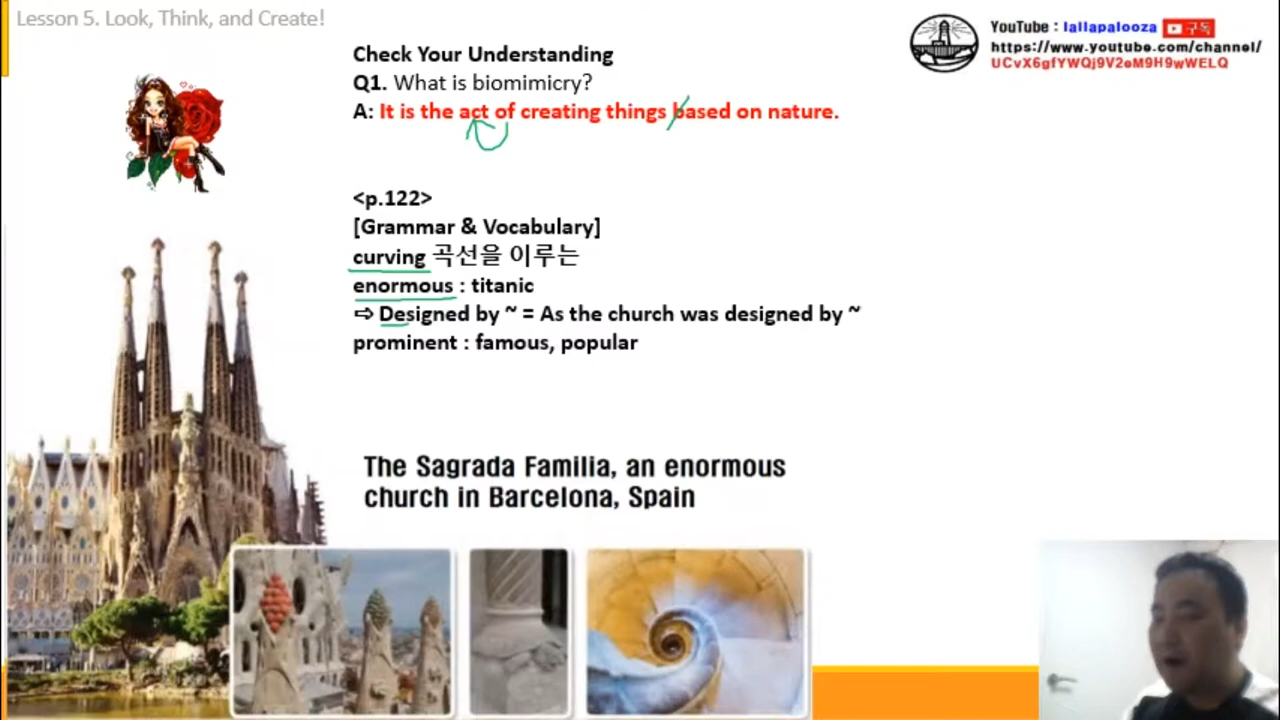 Lesson 5. Look, Think, and Create!
YouTube : lallapalooza 구독
https://www.youtube.com/channel/
UCvX6gfYWQj9V2eM9H9wWELQ
Check Your Understanding
Q1. What is biomimicry?
A: It is the act of creating things based on nature.
<p.122>
[Grammar & Vocabulary]
curving 곡선을 이루는
enormous : titanic
⇨ Designed by ~ = As the church was designed by ~
prominent : famous, popular
The Sagrada Familia, an enormous
church in Barcelona, Spain